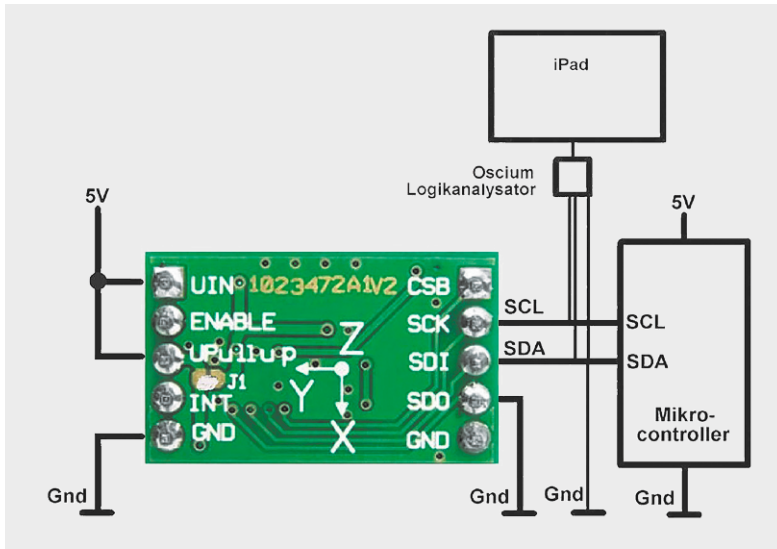 iPad
Oscium
Logikanalysator
5V
5V
UIN
1023472A1V2
CSB
ENABLE
SCK
SCL
SCL
UPullup
Z
SDI
SDA
SDA
J1
Y
INT
SDO
Mikro-
controller
GND
X
GND
Gnd
Gnd
Gnd
Gnd